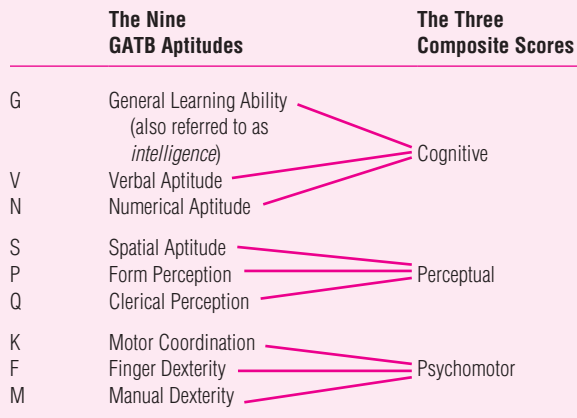 The Nine The Three
GATB Aptitudes Composite Scores
G General Learning Ability
(also referred to as
intelligence) Cognitive
V Verbal Aptitude
N Numerical Aptitude
S Spatial Aptitude
P Form Perception Perceptual
Q Clerical Perception
K Motor Coordination
F Finger Dexterity Psychomotor
M Manual Dexterity